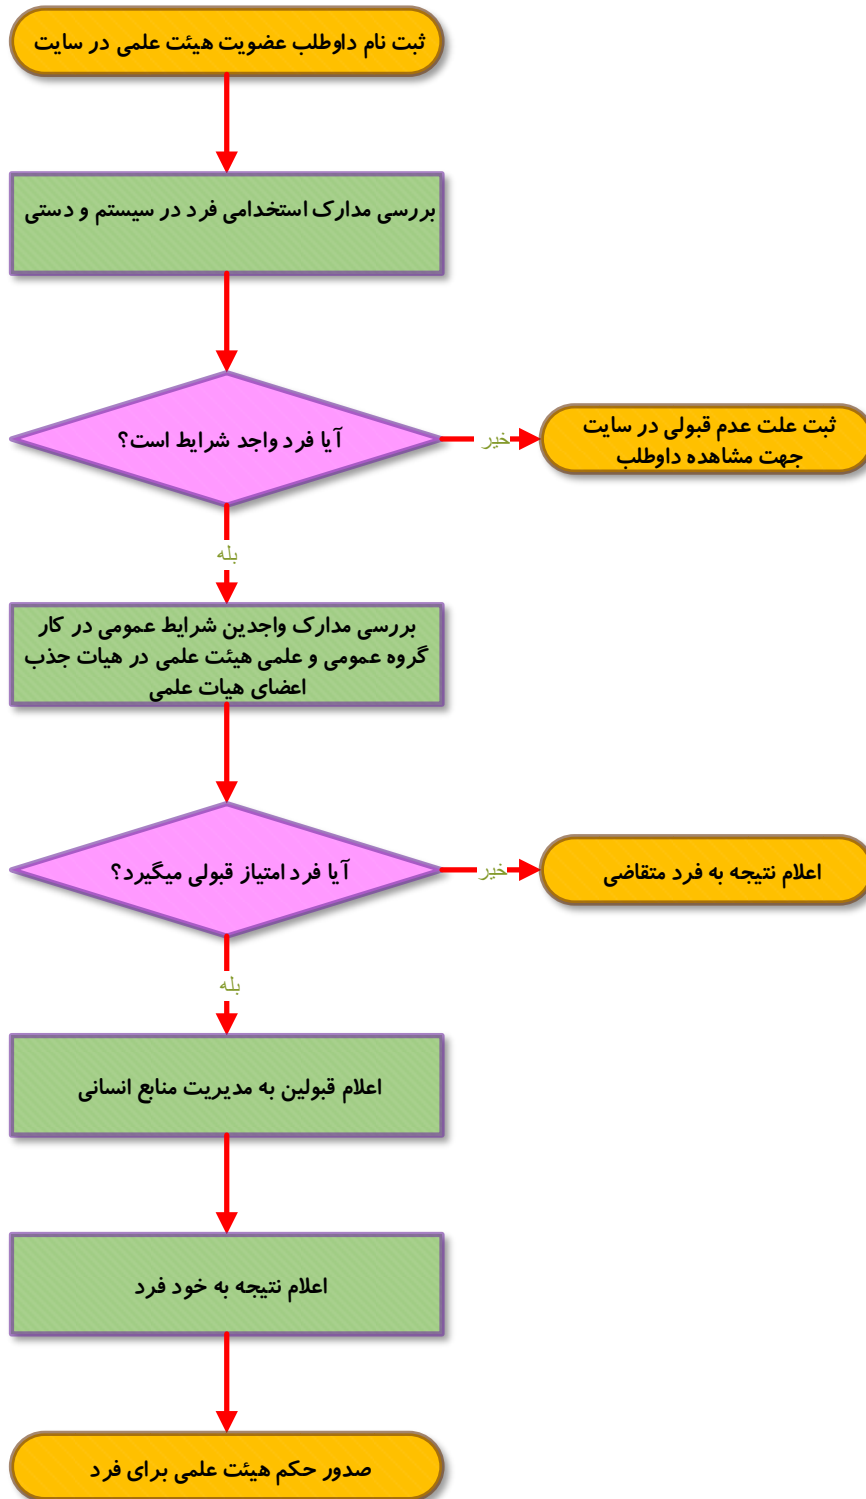 ثبت نام داوطلب عضویت هیئت علمی در سایت
بررسی مدارک استخدامی فرد در سیستم و دستی
آیا فرد واجد شرایط است؟
خیر
ثبت علت عدم قبولی در سایت
جهت مشاهده داوطلب
بله
بررسی مدارک واجدین شرایط عمومی در کار
گروه عمومی و علمی هیئت علمی در هیات جذب
اعضای هیات علمی
آیا فرد امتیاز قبولی میگیرد؟
خیر
اعلام نتیجه به فرد متقاضی
بله
اعلام قبولین به مدیریت منابع انسانی
اعلام نتیجه به خود فرد
صدور حکم هیئت علمی برای فرد